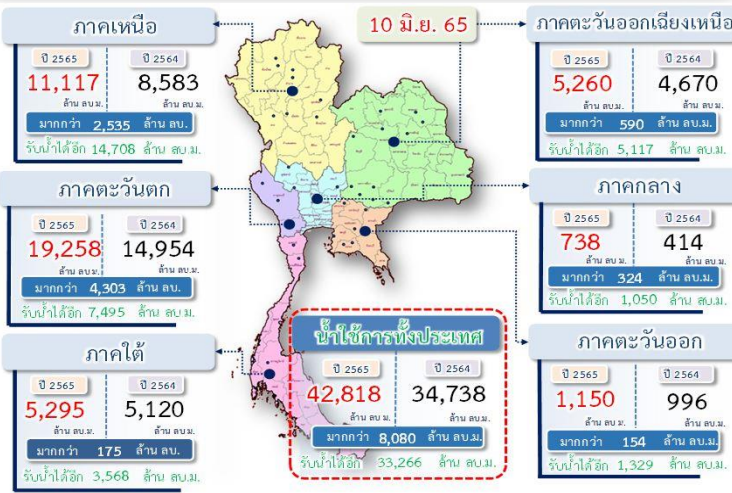 ภาคเหนือ
ปี 2565 ปี 2564
11,117 8,583
ล้าน ลบ.ม. ล้าน ลบ.ม.
มากกว่า 2,535 ล้าน ลบ.
รับน้ำได้อีก 14,708 ล้าน ลบ.ม.
10 มิ.ย. 65
ภาคตะวันออกเฉียงเหนือ
ปี 2565 ปี 2564
5,260 4,670
ล้าน ลบ.ม. ล้าน ลบ.ม.
มากกว่า 590 ล้าน ลบ.ม.
รับน้ำได้อีก 5,117 ล้าน ลบ.ม.
ภาคตะวันตก
ปี 2565 ปี 2564
19,258 14,954
ล้าน ลบ.ม. ล้าน ลบ.ม.
มากกว่า 4,303 ล้าน ลบ.
รับน้ำได้อีก 7,495 ล้าน ลบ.ม.
ภาคกลาง
ปี 2565 ปี 2564
738 414
ล้าน ลบ.ม. ล้าน ลบ.ม.
มากกว่า 324 ล้าน ลบ.ม.
รับน้ำได้อีก 1,050 ล้าน ลบ.ม.
ภาคใต้
ปี 2565 ปี 2564
5,295 5,120
ล้าน ลบ.ม. ล้าน ลบ.ม.
มากกว่า 175 ล้าน ลบ.
รับน้ำได้อีก 3,568 ล้าน ลบ.ม.
น้ำใช้การทั้งประเทศ
ปี 2565 ปี 2564
42,818 34,738
ล้าน ลบ.ม. ล้าน ลบ.ม.
มากกว่า 8,080 ล้าน ลบ.ม.
รับน้ำได้อีก 33,266 ล้าน ลบ.ม.
ภาคตะวันออก
ปี 2565 ปี 2564
1,150 996
ล้าน ลบ.ม. ล้าน ลบ.ม.
มากกว่า 154 ล้าน ลบ.ม.
รับน้ำได้อีก 1,329 ล้าน ลบ.ม.